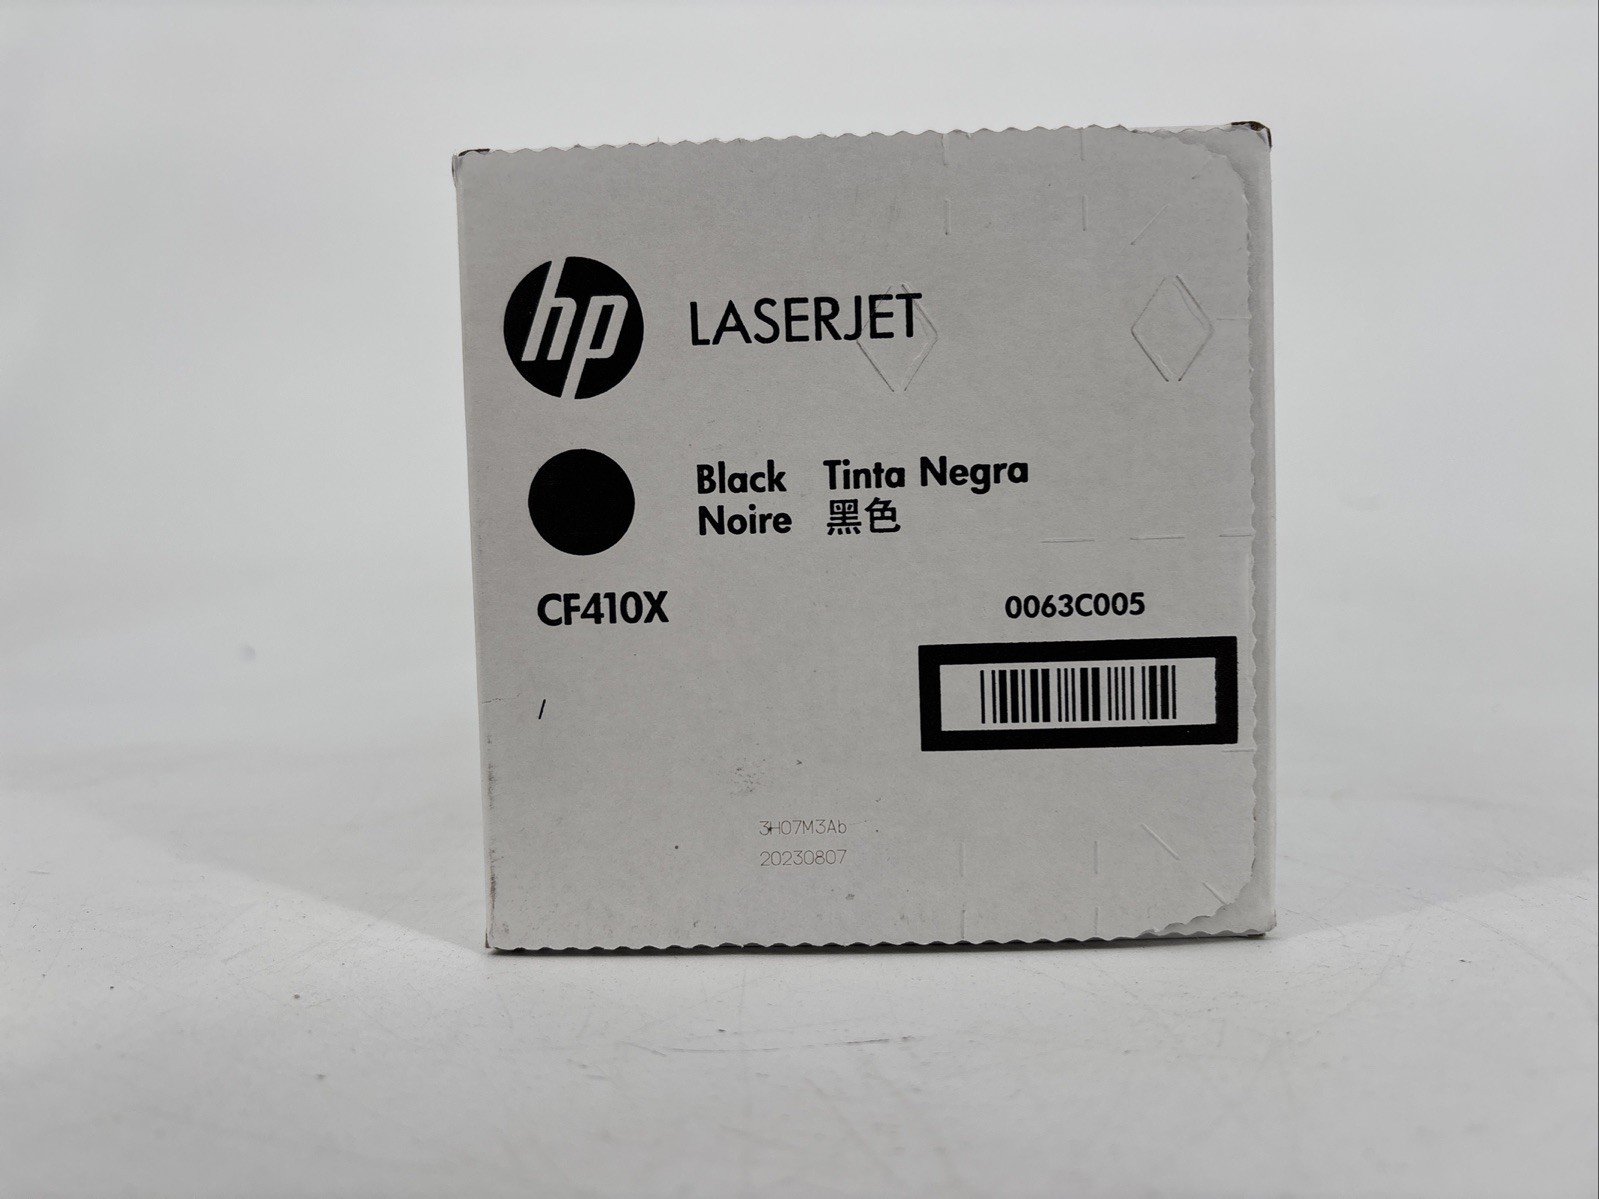 hp LASERJET
Black Tinta Negra
Noire 黑色
CF410X
0063C005
/
3H07M3Ab
20230807